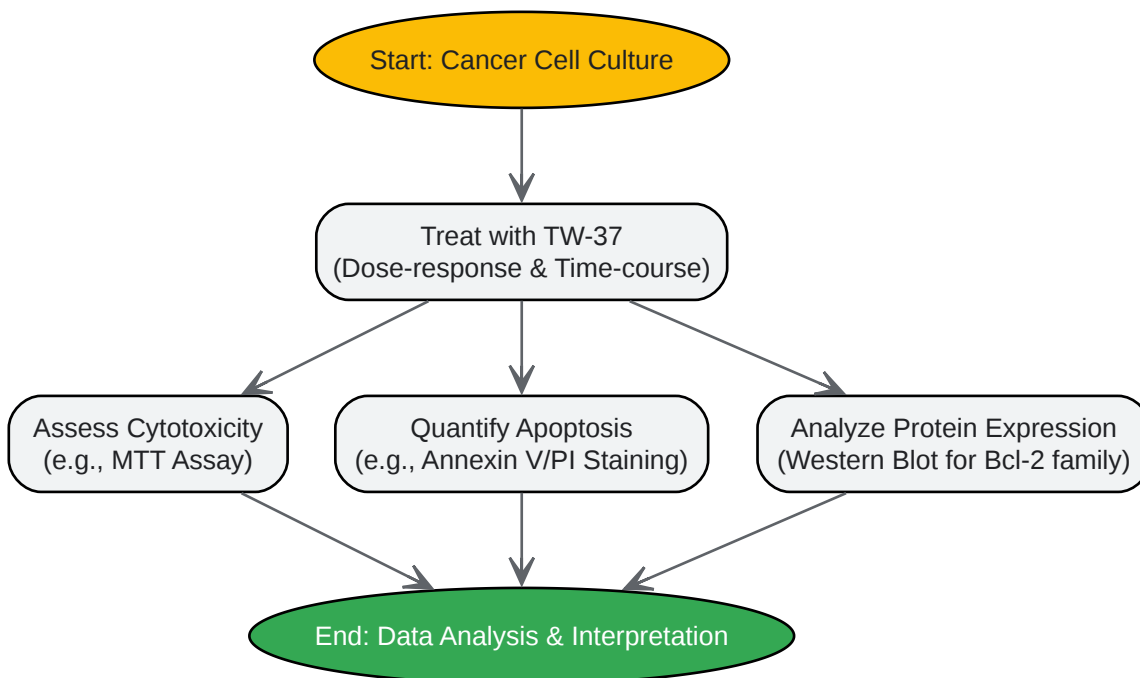 Start: Cancer Cell Culture
Treat with TW-37
(Dose-response & Time-course)
Assess Cytotoxicity
(e.g., MTT Assay)
Quantify Apoptosis
(e.g., Annexin V/PI Staining)
Analyze Protein Expression
(Western Blot for Bcl-2 family)
End: Data Analysis & Interpretation